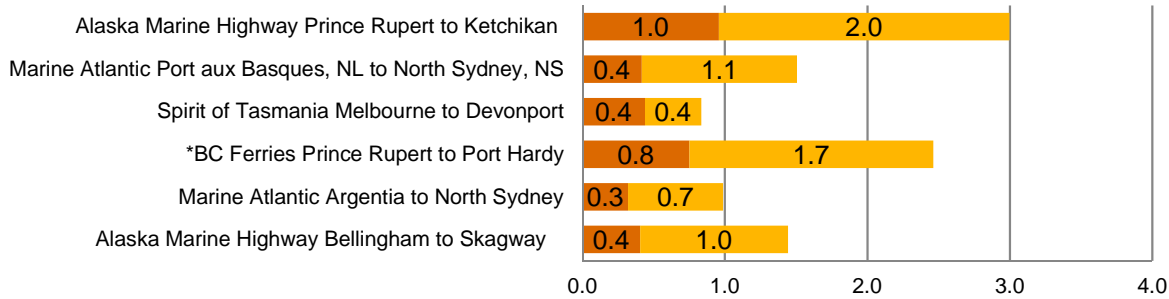 Alaska Marine Highway Prince Rupert to Ketchikan 1.0 2.0
Marine Atlantic Port aux Basques, NL to North Sydney, NS 0.4 1.1
Spirit of Tasmania Melbourne to Devonport 0.4 0.4
*BC Ferries Prince Rupert to Port Hardy 0.8 1.7
Marine Atlantic Argentia to North Sydney 0.3 0.7
Alaska Marine Highway Bellingham to Skagway 0.4 1.0
0.0 1.0 2.0 3.0 4.0